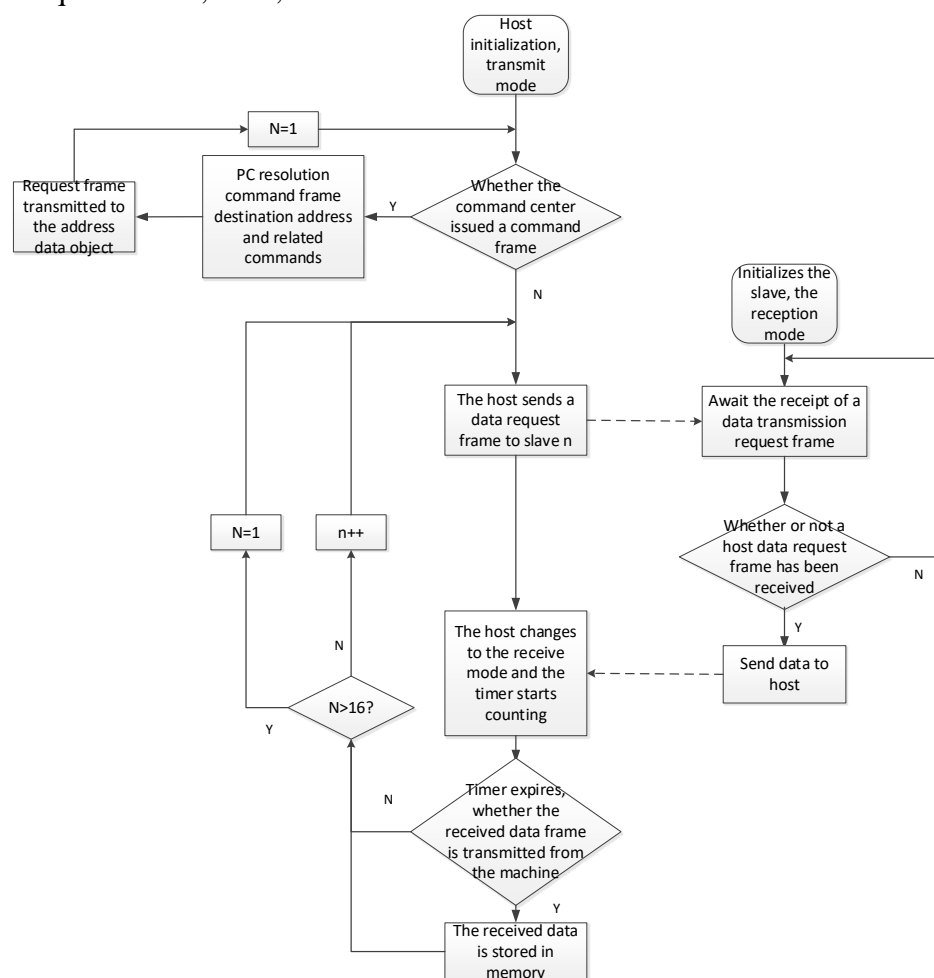 Host
initialization,
transmit
mode
N=1
PC resolution
command frame
destination address
and related
commands
Request frame
transmitted to
the address
data object
Y
Whether the
command center
issued a command
frame
N
Initializes the
slave, the
reception
mode
The host sends a
data request
frame to slave n
Await the receipt of a
data transmission
request frame
N=1
n++
Whether or not a
host data request
frame has been
received
N
Y
The host changes
to the receive
mode and the
timer starts
counting
Send data to
host
N
N>16?
Y
Timer expires,
whether the
received data frame
is transmitted from
the machine
N
Y
The received data
is stored in
memory